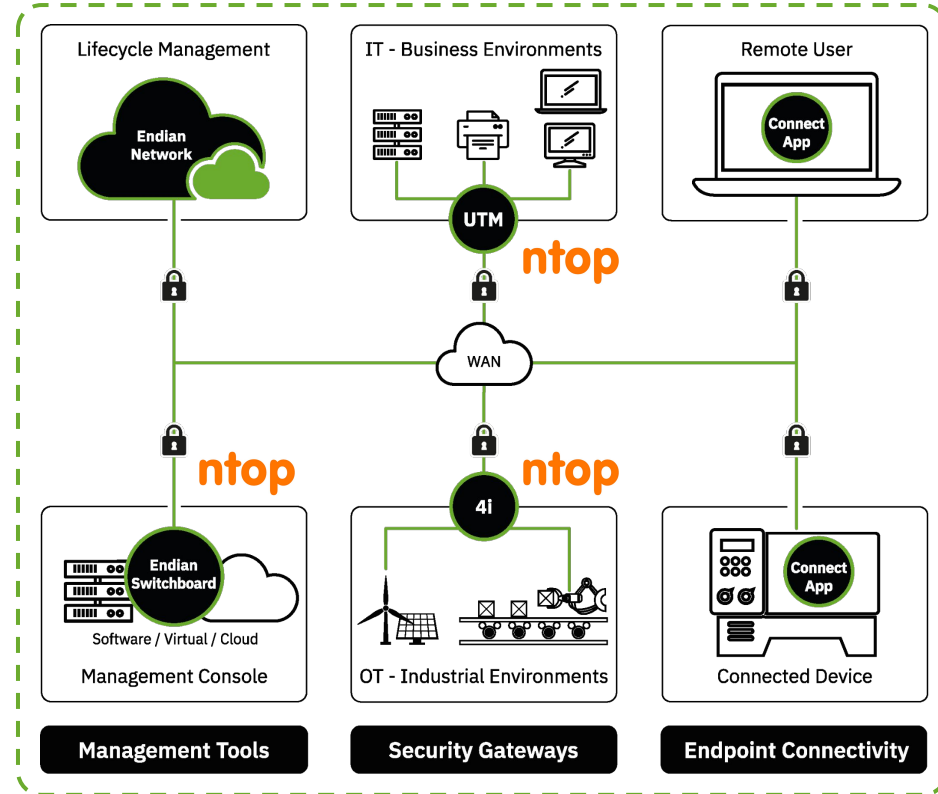 Lifecycle Management
IT - Business Environments
Remote User
Endian
Network
Connect
App
UTM
ntop
WAN
ntop
ntop
4i
Endian
Switchboard
Connect
App
Software / Virtual / Cloud
Management Console
OT - Industrial Environments
Connected Device
Management Tools
Security Gateways
Endpoint Connectivity